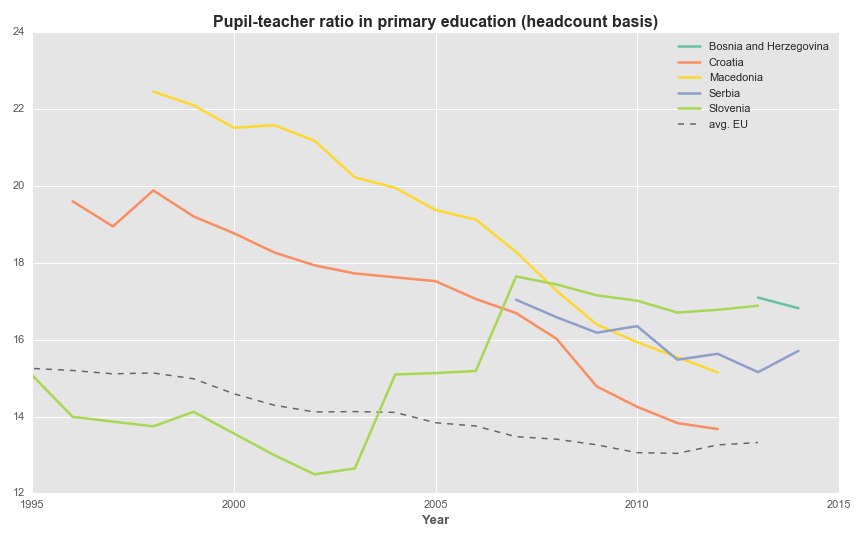 Pupil-teacher ratio in primary education (headcount basis)
24
22
20
18
16
14
12
Bosnia and Herzegovina
Croatia
Macedonia
Serbia
Slovenia
avg. EU
1995 2000 2005 2010 2015
Year